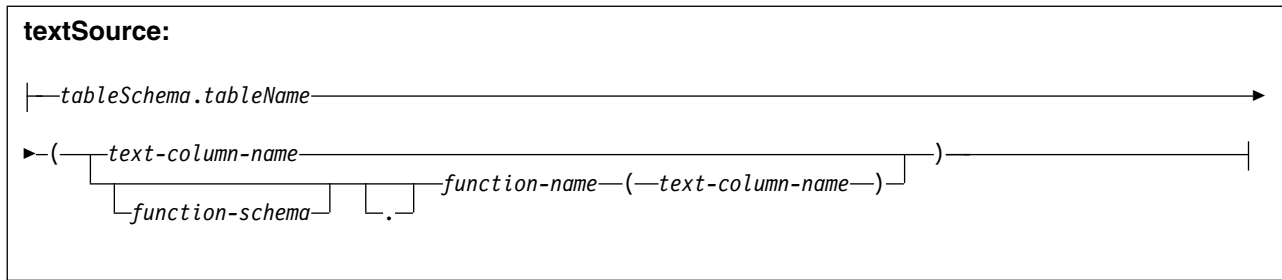 textSource:
tableSchema.tableName
( text-column-name )
function-name ( text-column-name )
function-schema .